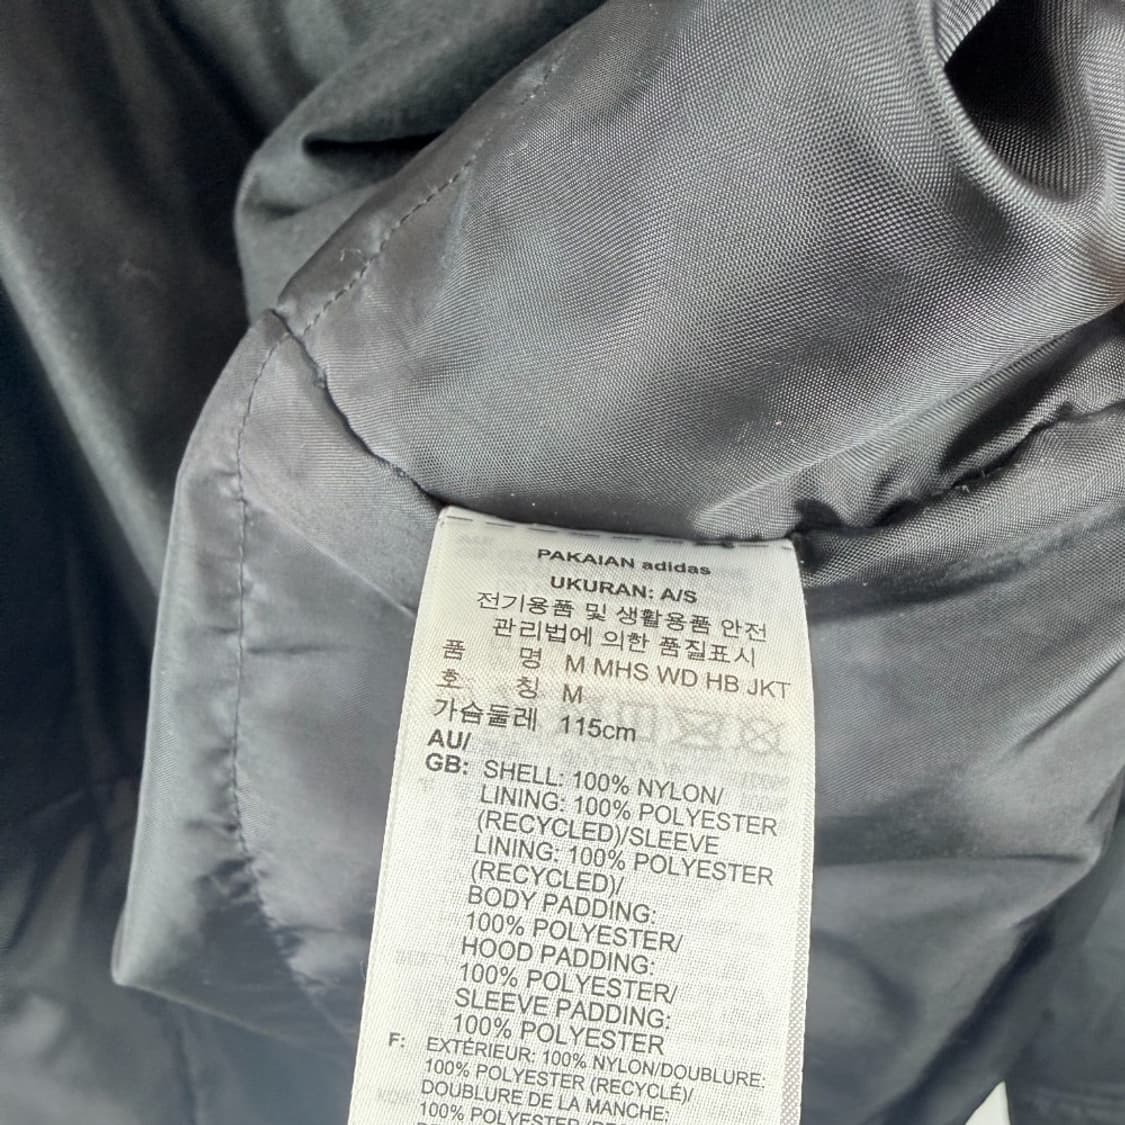 PAKAIAN adidas
UKURAN: A/S
전기용품 및 생활용품 안전
관리법에 의한 품질표시
품 명 M MHS WD HB JKT
호 칭 M
가슴둘레 115cm
AU/
GB: SHELL: 100% NYLON/
LINING: 100% POLYESTER
(RECYCLED)/SLEEVE
LINING: 100% POLYESTER
(RECYCLED)/
BODY PADDING:
100% POLYESTER/
HOOD PADDING:
100% POLYESTER/
SLEEVE PADDING:
100% POLYESTER
F: EXTÉRIEUR: 100% NYLON/DOUBLURE:
100% POLYESTER (RECYCLÉ)/
DOUBLURE DE LA MANCHE:
100% POLYESTER